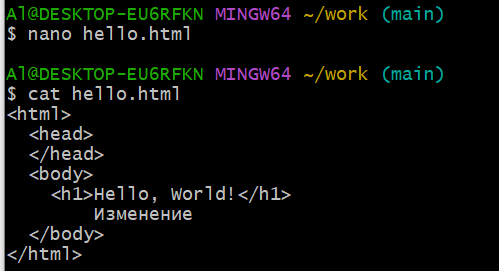 Al@DESKTOP-EU6RFKN MINGW64 ~/work (main)
$ nano hello.html

Al@DESKTOP-EU6RFKN MINGW64 ~/work (main)
$ cat hello.html
<html>
  <head>
  </head>
  <body>
    <h1>Hello, World!</h1>
        Изменение
  </body>
</html>